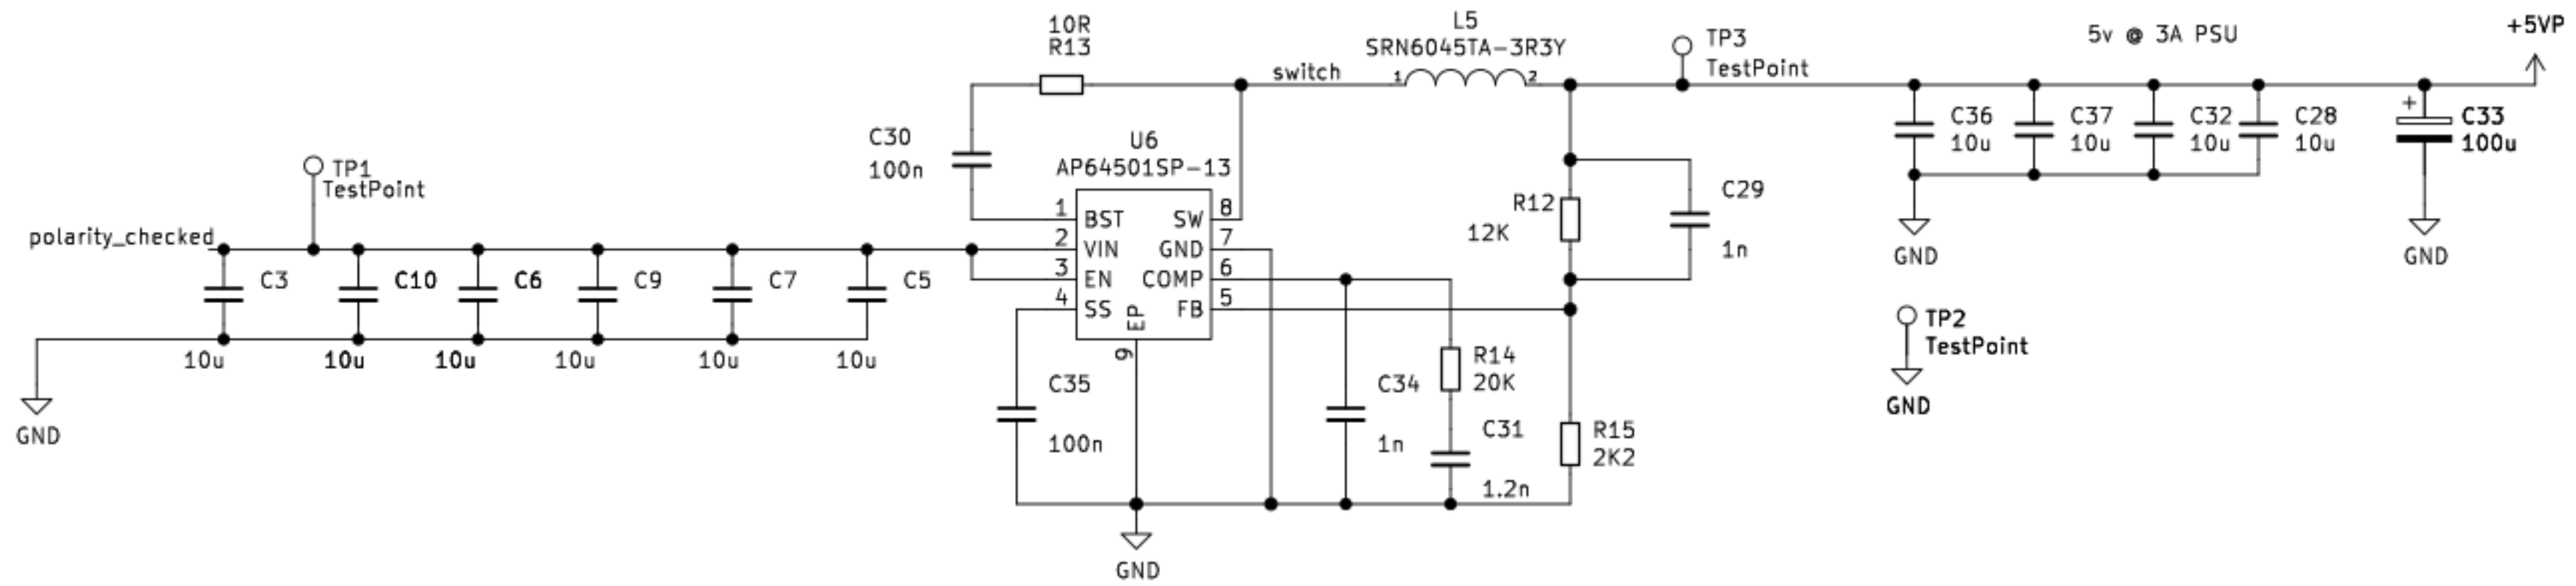 10R
R13
L5
SRN6045TA-3R3Y
TP3
TestPoint
5v @ 3A PSU
+5VP
switch
1
2
C30
100n
U6
AP64501SP-13
C36
10u
C37
10u
C32
10u
C28
10u
+
C33
100u
TP1
TestPoint
polarity_checked
1
BST
SW
8
2
VIN
GND
7
3
EN
COMP
6
4
SS
FB
5
EP
9
R12
12K
C29
1n
GND
GND
C3
C10
C6
C9
C7
C5
10u
10u
10u
10u
10u
10u
GND
TP2
TestPoint
GND
C35
100n
C34
1n
R14
20K
C31
1.2n
R15
2K2
GND